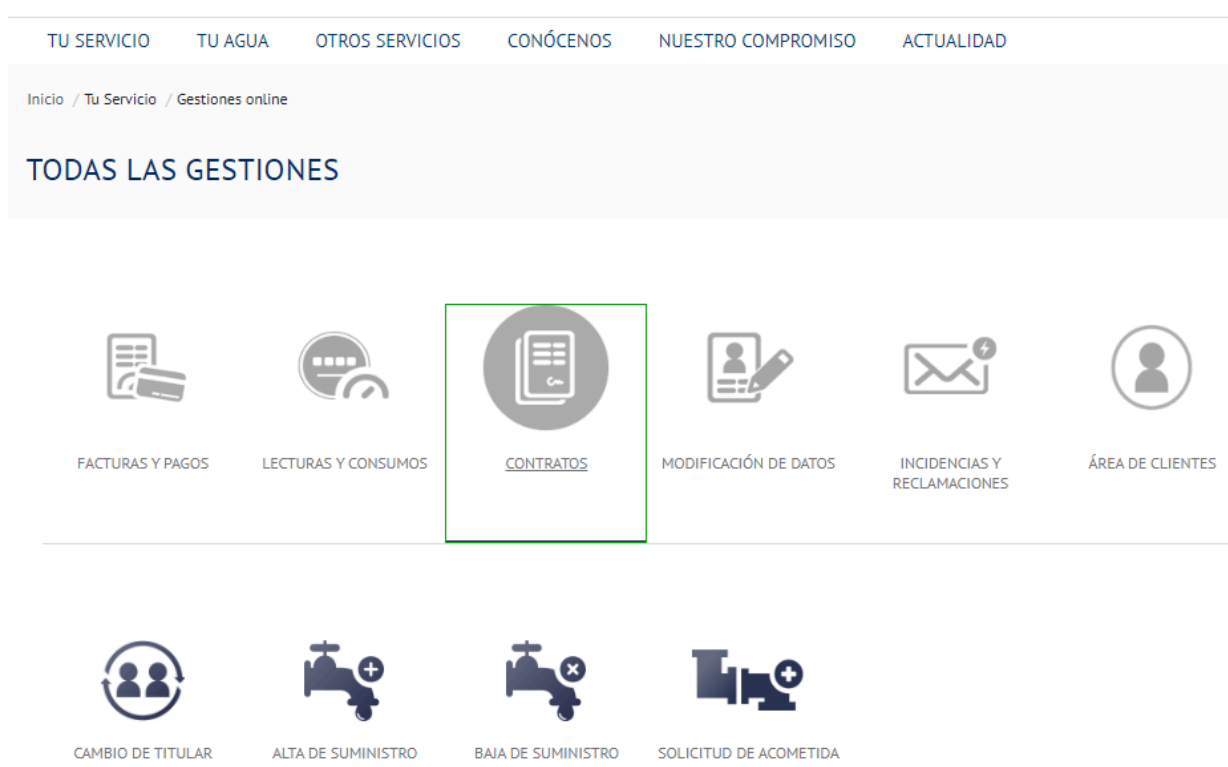 TU SERVICIO TU AGUA OTROS SERVICIOS CONÓCENOS NUESTRO COMPROMISO ACTUALIDAD
Inicio / Tu Servicio / Gestiones online
TODAS LAS GESTIONES
FACTURAS Y PAGOS LECTURAS Y CONSUMOS CONTRATOS MODIFICACIÓN DE DATOS INCIDENCIAS Y RECLAMACIONES ÁREA DE CLIENTES
CAMBIO DE TITULAR ALTA DE SUMINISTRO BAJA DE SUMINISTRO SOLICITUD DE ACOMETIDA